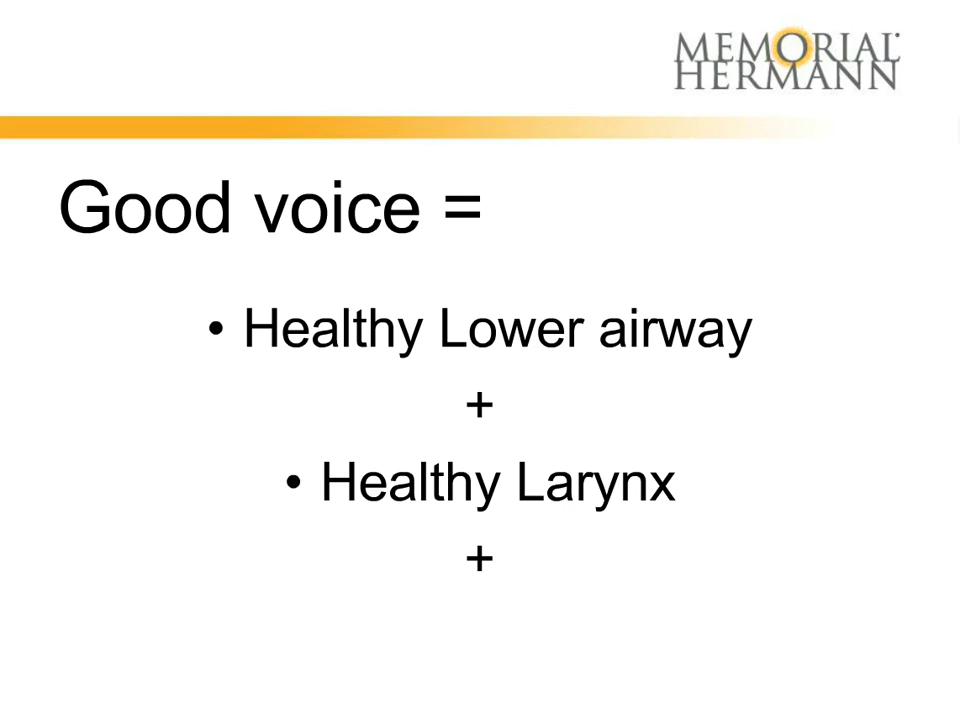 MEMORIAL
HERMANN
Good voice =
• Healthy Lower airway
+
• Healthy Larynx
+